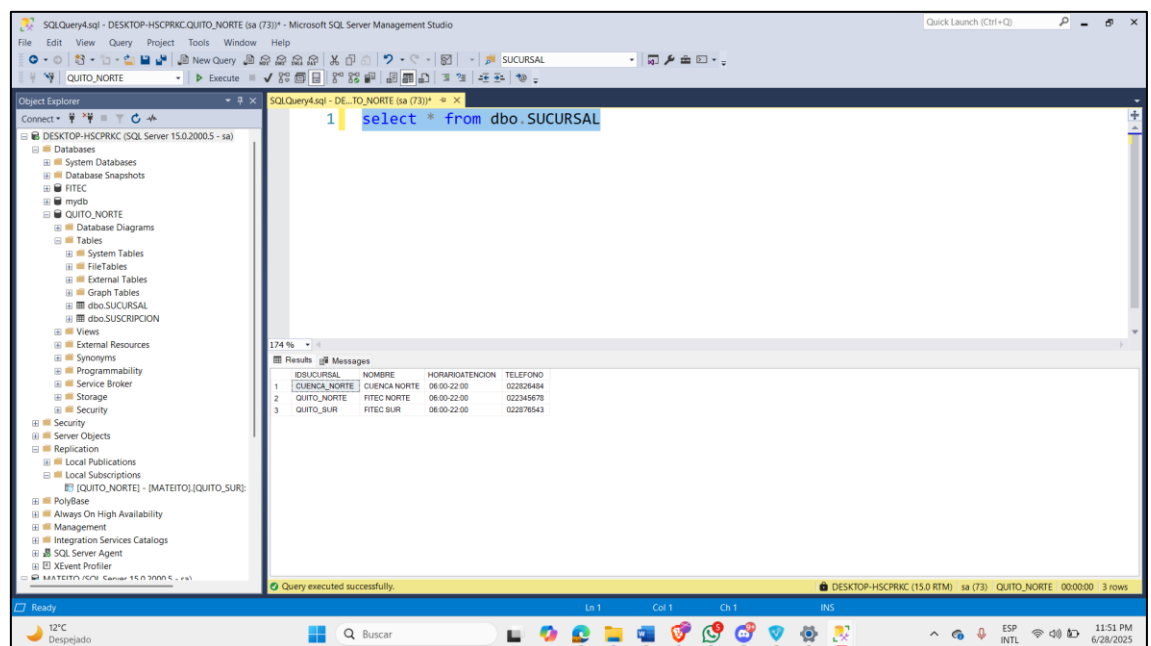 SQLQuery4.sql - DESKTOP-HSCPRKC.QUITO_NORTE (sa (73))* - Microsoft SQL Server Management Studio
Quick Launch (Ctrl+Q)
File Edit View Query Project Tools Window Help
New Query
SUCURSAL
QUITO_NORTE
Execute
Object Explorer
SQLQuery4.sql - DE...TO_NORTE (sa (73))*
Connect
1 select * from dbo.SUCURSAL
DESKTOP-HSCPRKC (SQL Server 15.0.2000.5 - sa)
Databases
System Databases
Database Snapshots
FITEC
mydb
QUITO_NORTE
Database Diagrams
Tables
System Tables
FileTables
External Tables
Graph Tables
dbo.SUCURSAL
dbo.SUSCRIPCION
Views
External Resources
Synonyms
Programmability
Service Broker
Storage
Security
Security
Server Objects
Replication
Local Publications
Local Subscriptions
[QUITO_NORTE] - [MATEITO].[QUITO_SUR]:
PolyBase
Always On High Availability
Management
Integration Services Catalogs
SQL Server Agent
XEvent Profiler
MATEITO (SQL Server 15.0.2000.5 - sa)
174 %
Results Messages
IDSUCURSAL NOMBRE HORARIOATENCION TELEFONO
1 CUENCA_NORTE CUENCA NORTE 06:00-22:00 022826484
2 QUITO_NORTE FITEC NORTE 06:00-22:00 022345678
3 QUITO_SUR FITEC SUR 06:00-22:00 022876543
Query executed successfully.
DESKTOP-HSCPRKC (15.0 RTM) sa (73) QUITO_NORTE 00:00:00 3 rows
Ready Ln 1 Col 1 Ch 1 INS
12°C
Despejado
Buscar
ESP
INTL
11:51 PM
6/28/2025